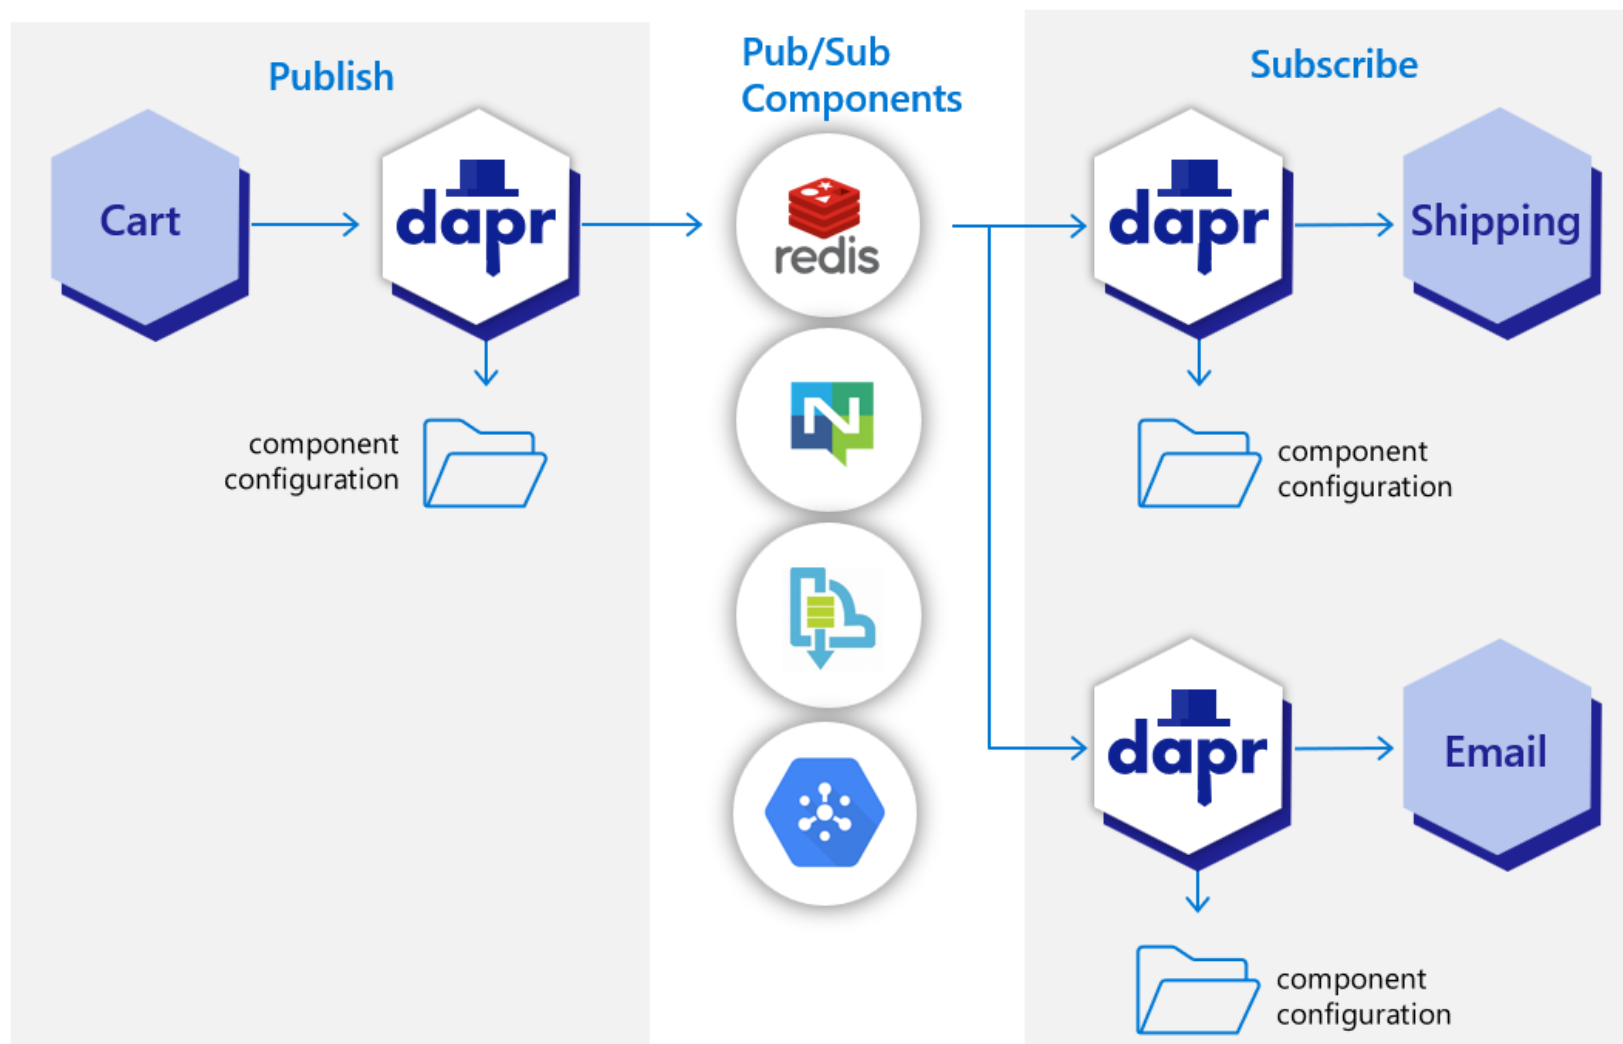 Publish
Pub/Sub
Components
Subscribe
Cart
dapr
redis
dapr
Shipping
component
configuration
N
component
configuration
dapr
Email
component
configuration